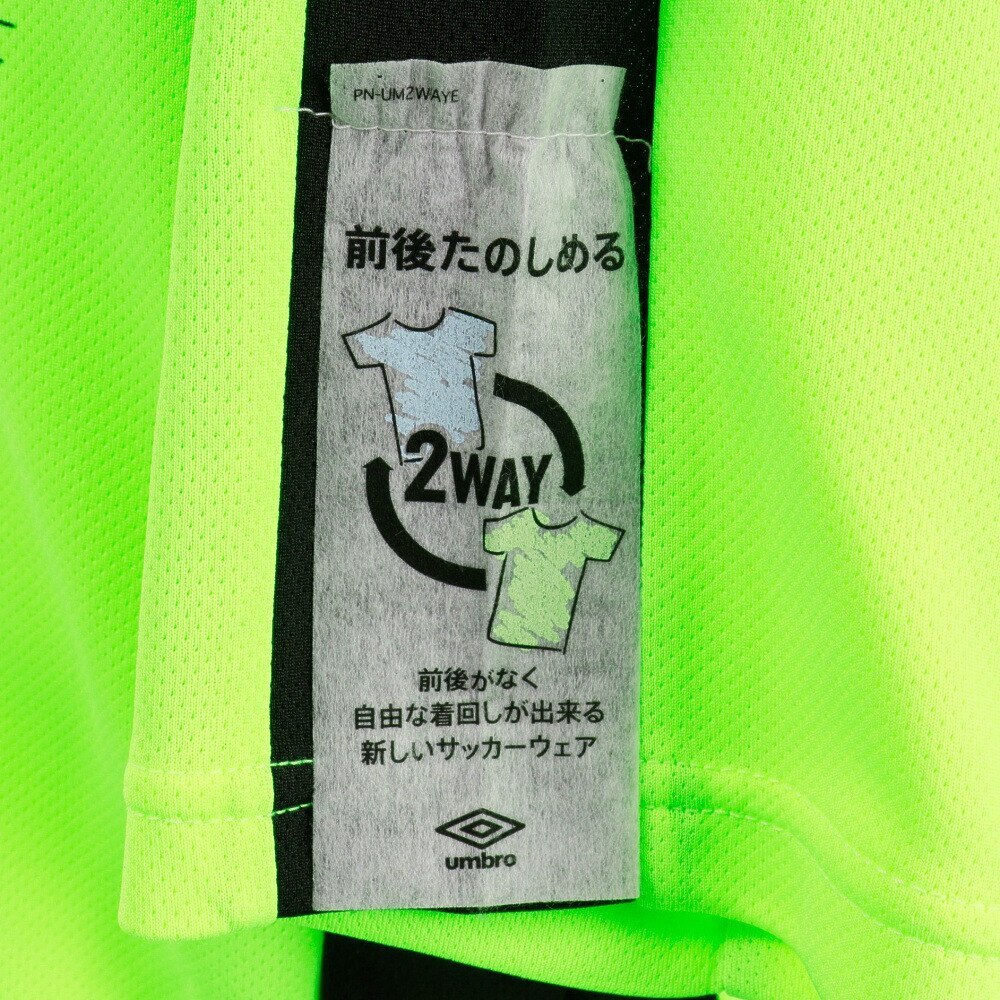 PN-UM2WAYE
前後たのしめる
2WAY
前後がなく
自由な着回しが出来る
新しいサッカーウェア
umbro